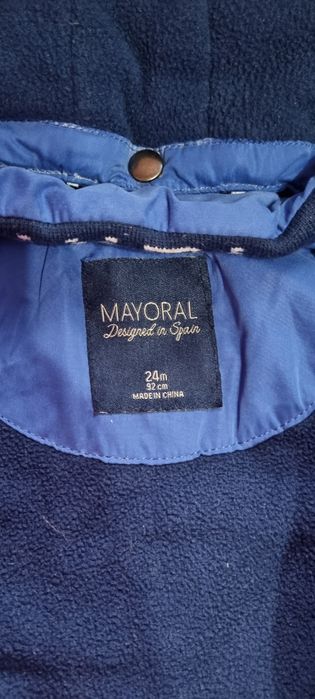 MAYORAL
Designed in Spain
24m
92 cm
MADE IN CHINA